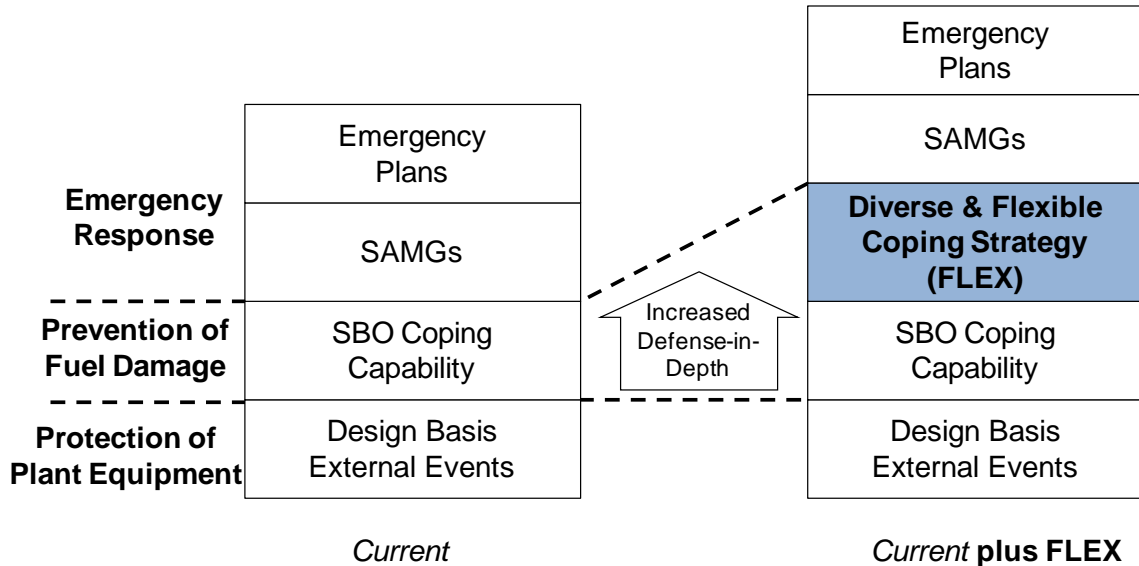 Emergency
Response
Prevention of
Fuel Damage
Protection of
Plant Equipment
Emergency
Plans
SAMGs
SBO Coping
Capability
Design Basis
External Events
Current
Increased
Defense-in-
Depth
Emergency
Plans
SAMGs
Diverse & Flexible
Coping Strategy
(FLEX)
SBO Coping
Capability
Design Basis
External Events
Current plus FLEX